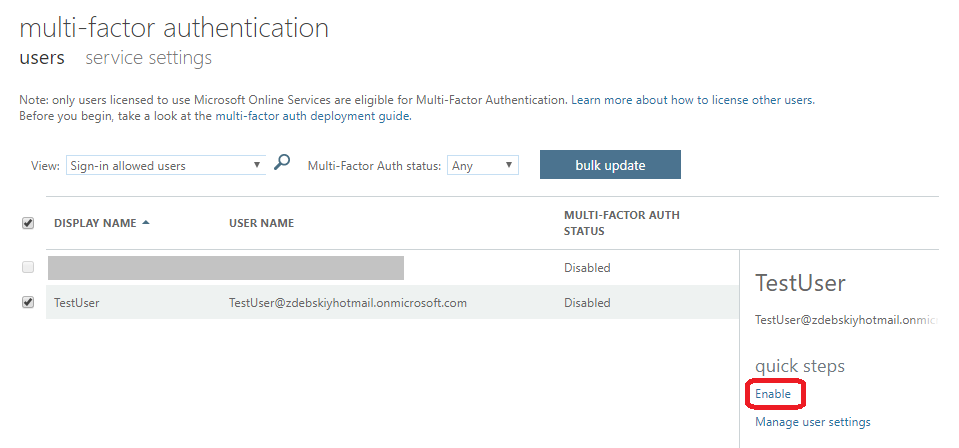 multi-factor authentication
users service settings
Note: only users licensed to use Microsoft Online Services are eligible for Multi-Factor Authentication. Learn more about how to license other users.
Before you begin, take a look at the multi-factor auth deployment guide.
View: Sign-in allowed users Multi-Factor Auth status: Any bulk update
DISPLAY NAME USER NAME MULTI-FACTOR AUTH
STATUS
Disabled
TestUser TestUser@zdebskiyhotmail.onmicrosoft.com Disabled
TestUser
TestUser@zdebskiyhotmail.onmic
quick steps
Enable
Manage user settings